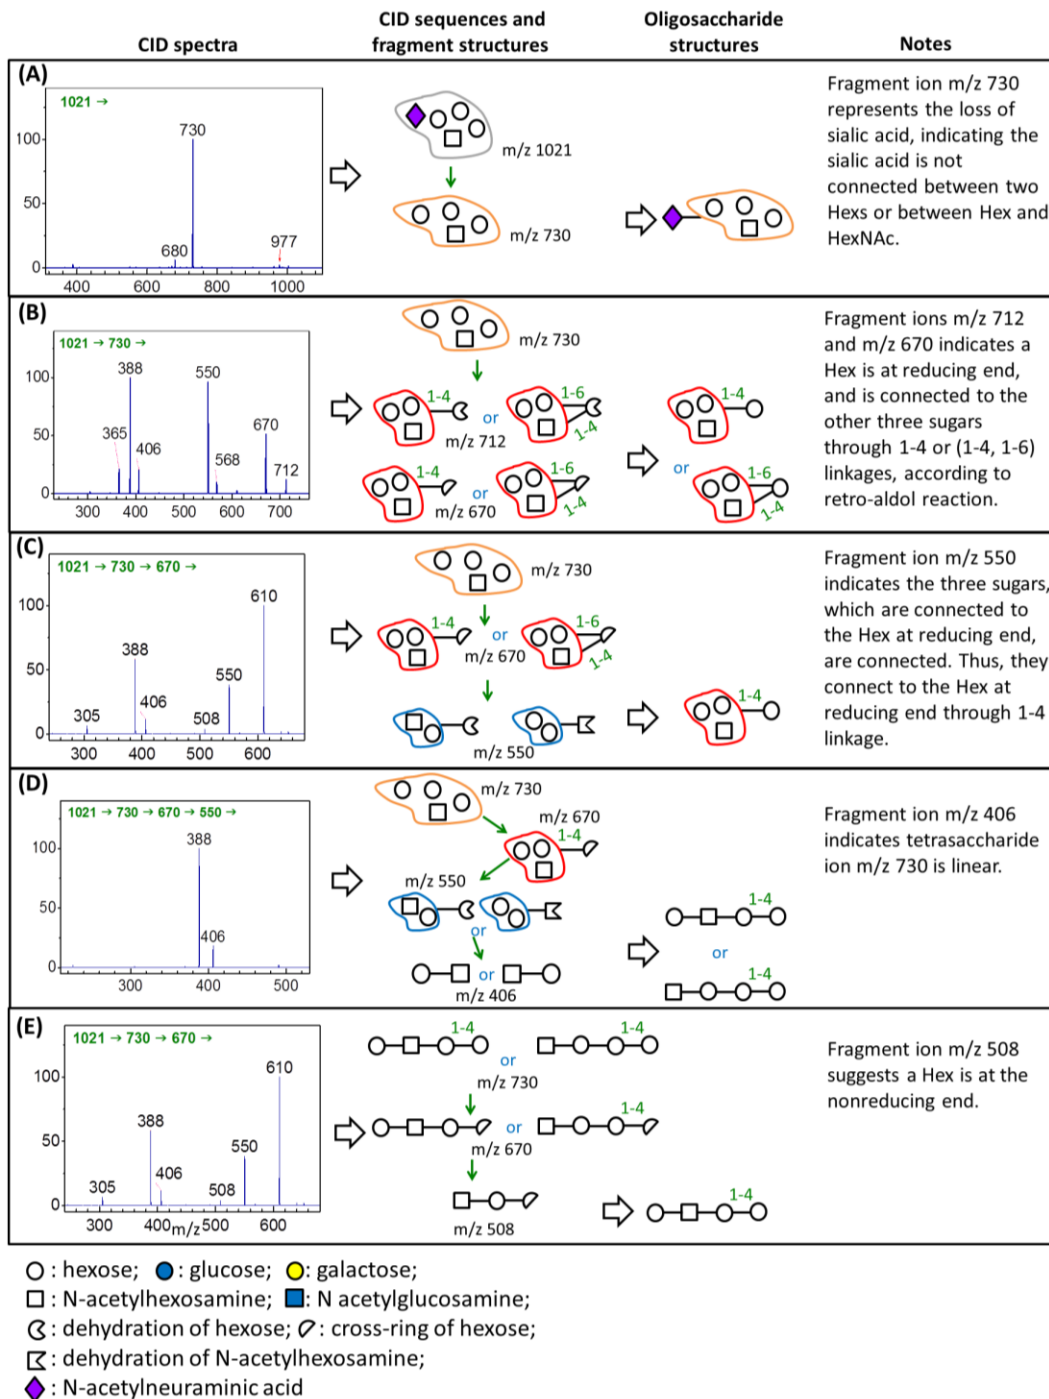 CID spectra
CID sequences and
fragment structures
Oligosaccharide
structures
Notes
(A)
1021 →
100
50
0
730
680
977
400 600 800 1000
m/z 1021
m/z 730
Fragment ion m/z 730
represents the loss of
sialic acid, indicating the
sialic acid is not
connected between two
Hexs or between Hex and
HexNAc.
(B)
1021 → 730 →
100
50
0
388
550
365
406
568
670
712
300 400 500 600 700
m/z 730
1-4
or
1-6
1-4
m/z 712
1-4
or
1-6
1-4
m/z 670
1-4
or
1-6
1-4
Fragment ions m/z 712
and m/z 670 indicates a
Hex is at reducing end,
and is connected to the
other three sugars
through 1-4 or (1-4, 1-6)
linkages, according to
retro-aldol reaction.
(C)
1021 → 730 → 670 →
100
50
0
610
388
550
406
305
508
300 400 500 600
m/z 730
1-4
or
1-6
1-4
m/z 670
m/z 550
1-4
Fragment ion m/z 550
indicates the three sugars,
which are connected to
the Hex at reducing end,
are connected. Thus, they
connect to the Hex at
reducing end through 1-4
linkage.
(D)
1021 → 730 → 670 → 550 →
100
50
0
388
406
300 400 500
m/z 730
m/z 670
1-4
m/z 550
or
or
m/z 406
1-4
or
1-4
Fragment ion m/z 406
indicates tetrasaccharide
ion m/z 730 is linear.
(E)
1021 → 730 → 670 →
100
50
0
610
388
550
406
305
508
300 400 500 600
m/z
1-4
or
1-4
m/z 730
or
1-4
m/z 670
m/z 508
1-4
Fragment ion m/z 508
suggests a Hex is at the
nonreducing end.
: hexose; : glucose; : galactose;
: N-acetylhexosamine; : N acetylglucosamine;
: dehydration of hexose; : cross-ring of hexose;
: dehydration of N-acetylhexosamine;
: N-acetylneuraminic acid